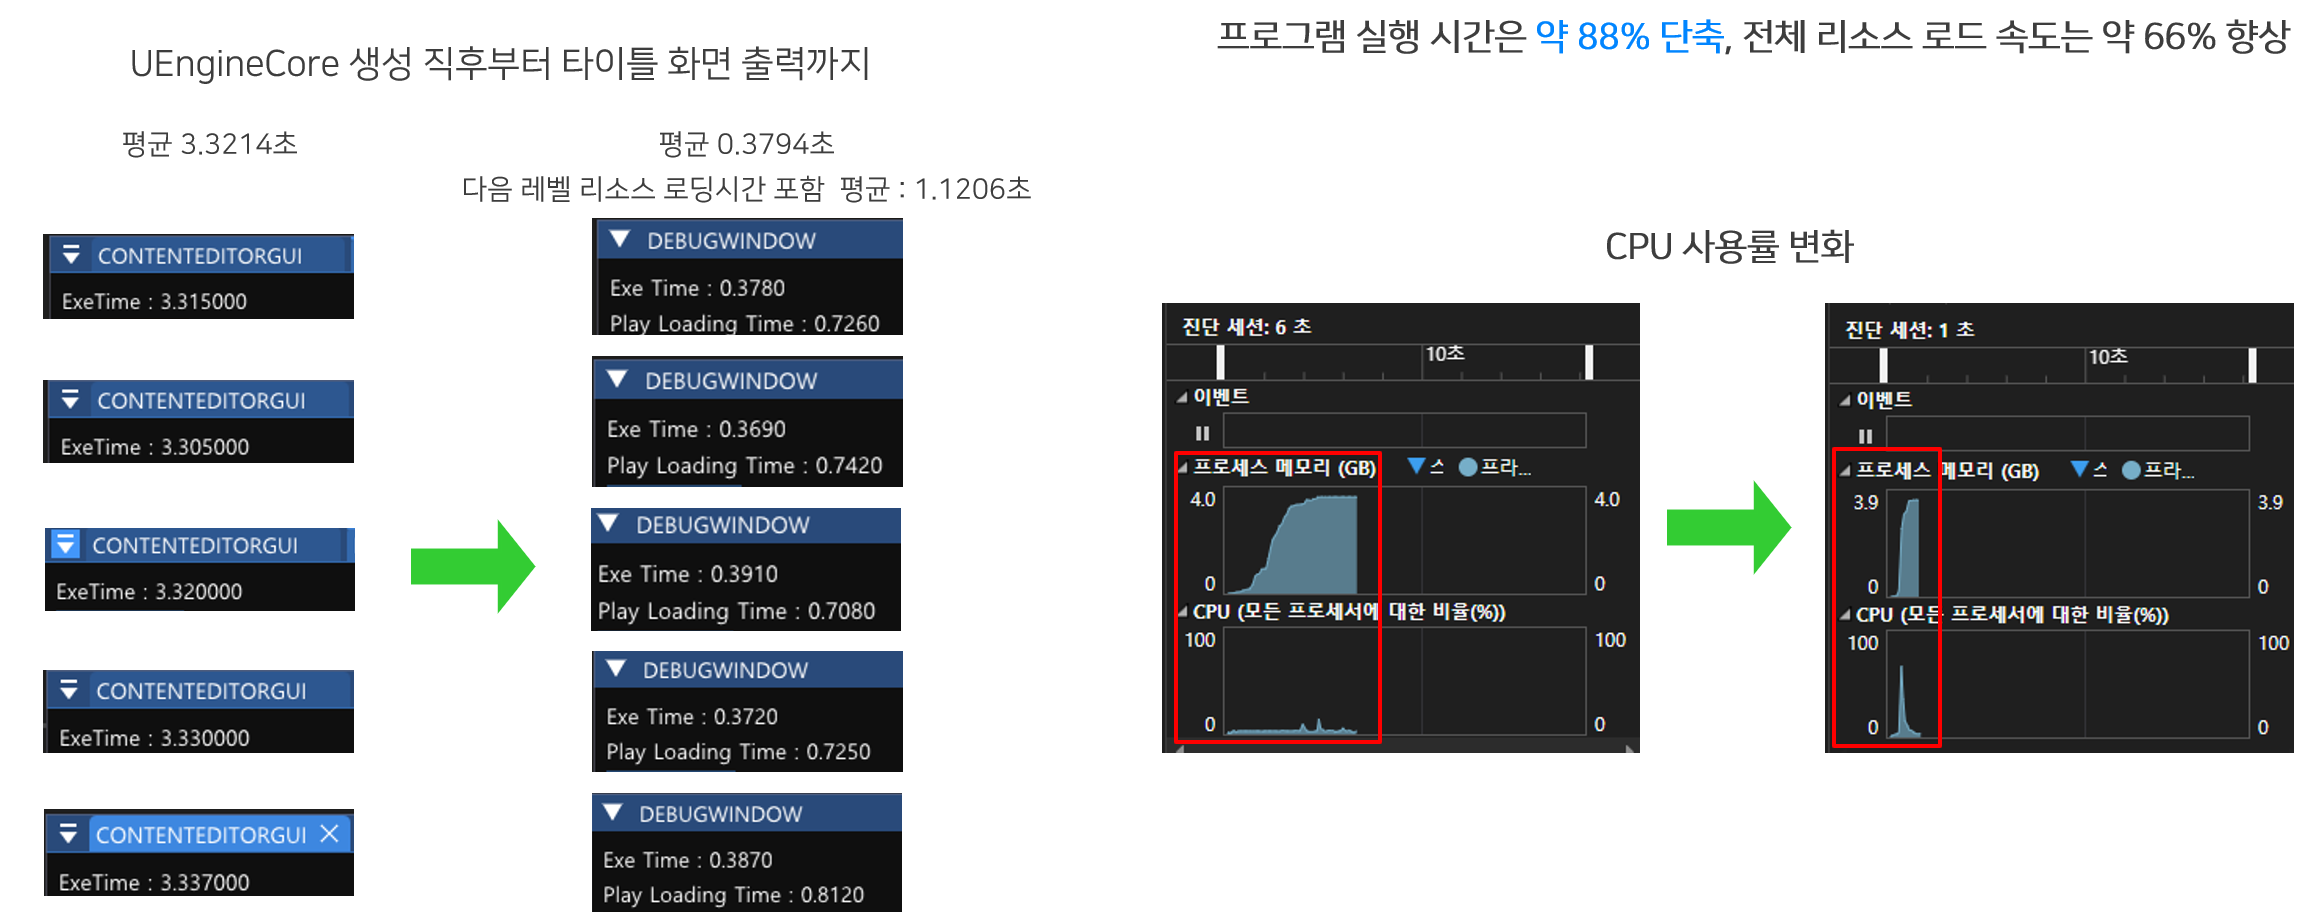 UEngineCore 생성 직후부터 타이틀 화면 출력까지
평균 3.3214초
평균 0.3794초
다음 레벨 리소스 로딩시간 포함 평균 : 1.1206초
CONTENTEDITORGUI
ExeTime : 3.315000
CONTENTEDITORGUI
ExeTime : 3.305000
CONTENTEDITORGUI
ExeTime : 3.320000
CONTENTEDITORGUI
ExeTime : 3.330000
CONTENTEDITORGUI
ExeTime : 3.337000
DEBUGWINDOW
Exe Time : 0.3780
Play Loading Time : 0.7260
DEBUGWINDOW
Exe Time : 0.3690
Play Loading Time : 0.7420
DEBUGWINDOW
Exe Time : 0.3910
Play Loading Time : 0.7080
DEBUGWINDOW
Exe Time : 0.3720
Play Loading Time : 0.7250
DEBUGWINDOW
Exe Time : 0.3870
Play Loading Time : 0.8120
프로그램 실행 시간은 약 88% 단축, 전체 리소스 로드 속도는 약 66% 향상
CPU 사용률 변화
진단 세션: 6 초
10초
이벤트
프로세스 메모리 (GB) 스 프라...
4.0 4.0
0 0
CPU (모든 프로세서에 대한 비율(%))
100 100
0 0
진단 세션: 1 초
10초
이벤트
프로세스 메모리 (GB) 스 프라...
3.9 3.9
0 0
CPU (모든 프로세서에 대한 비율(%))
100 100
0 0